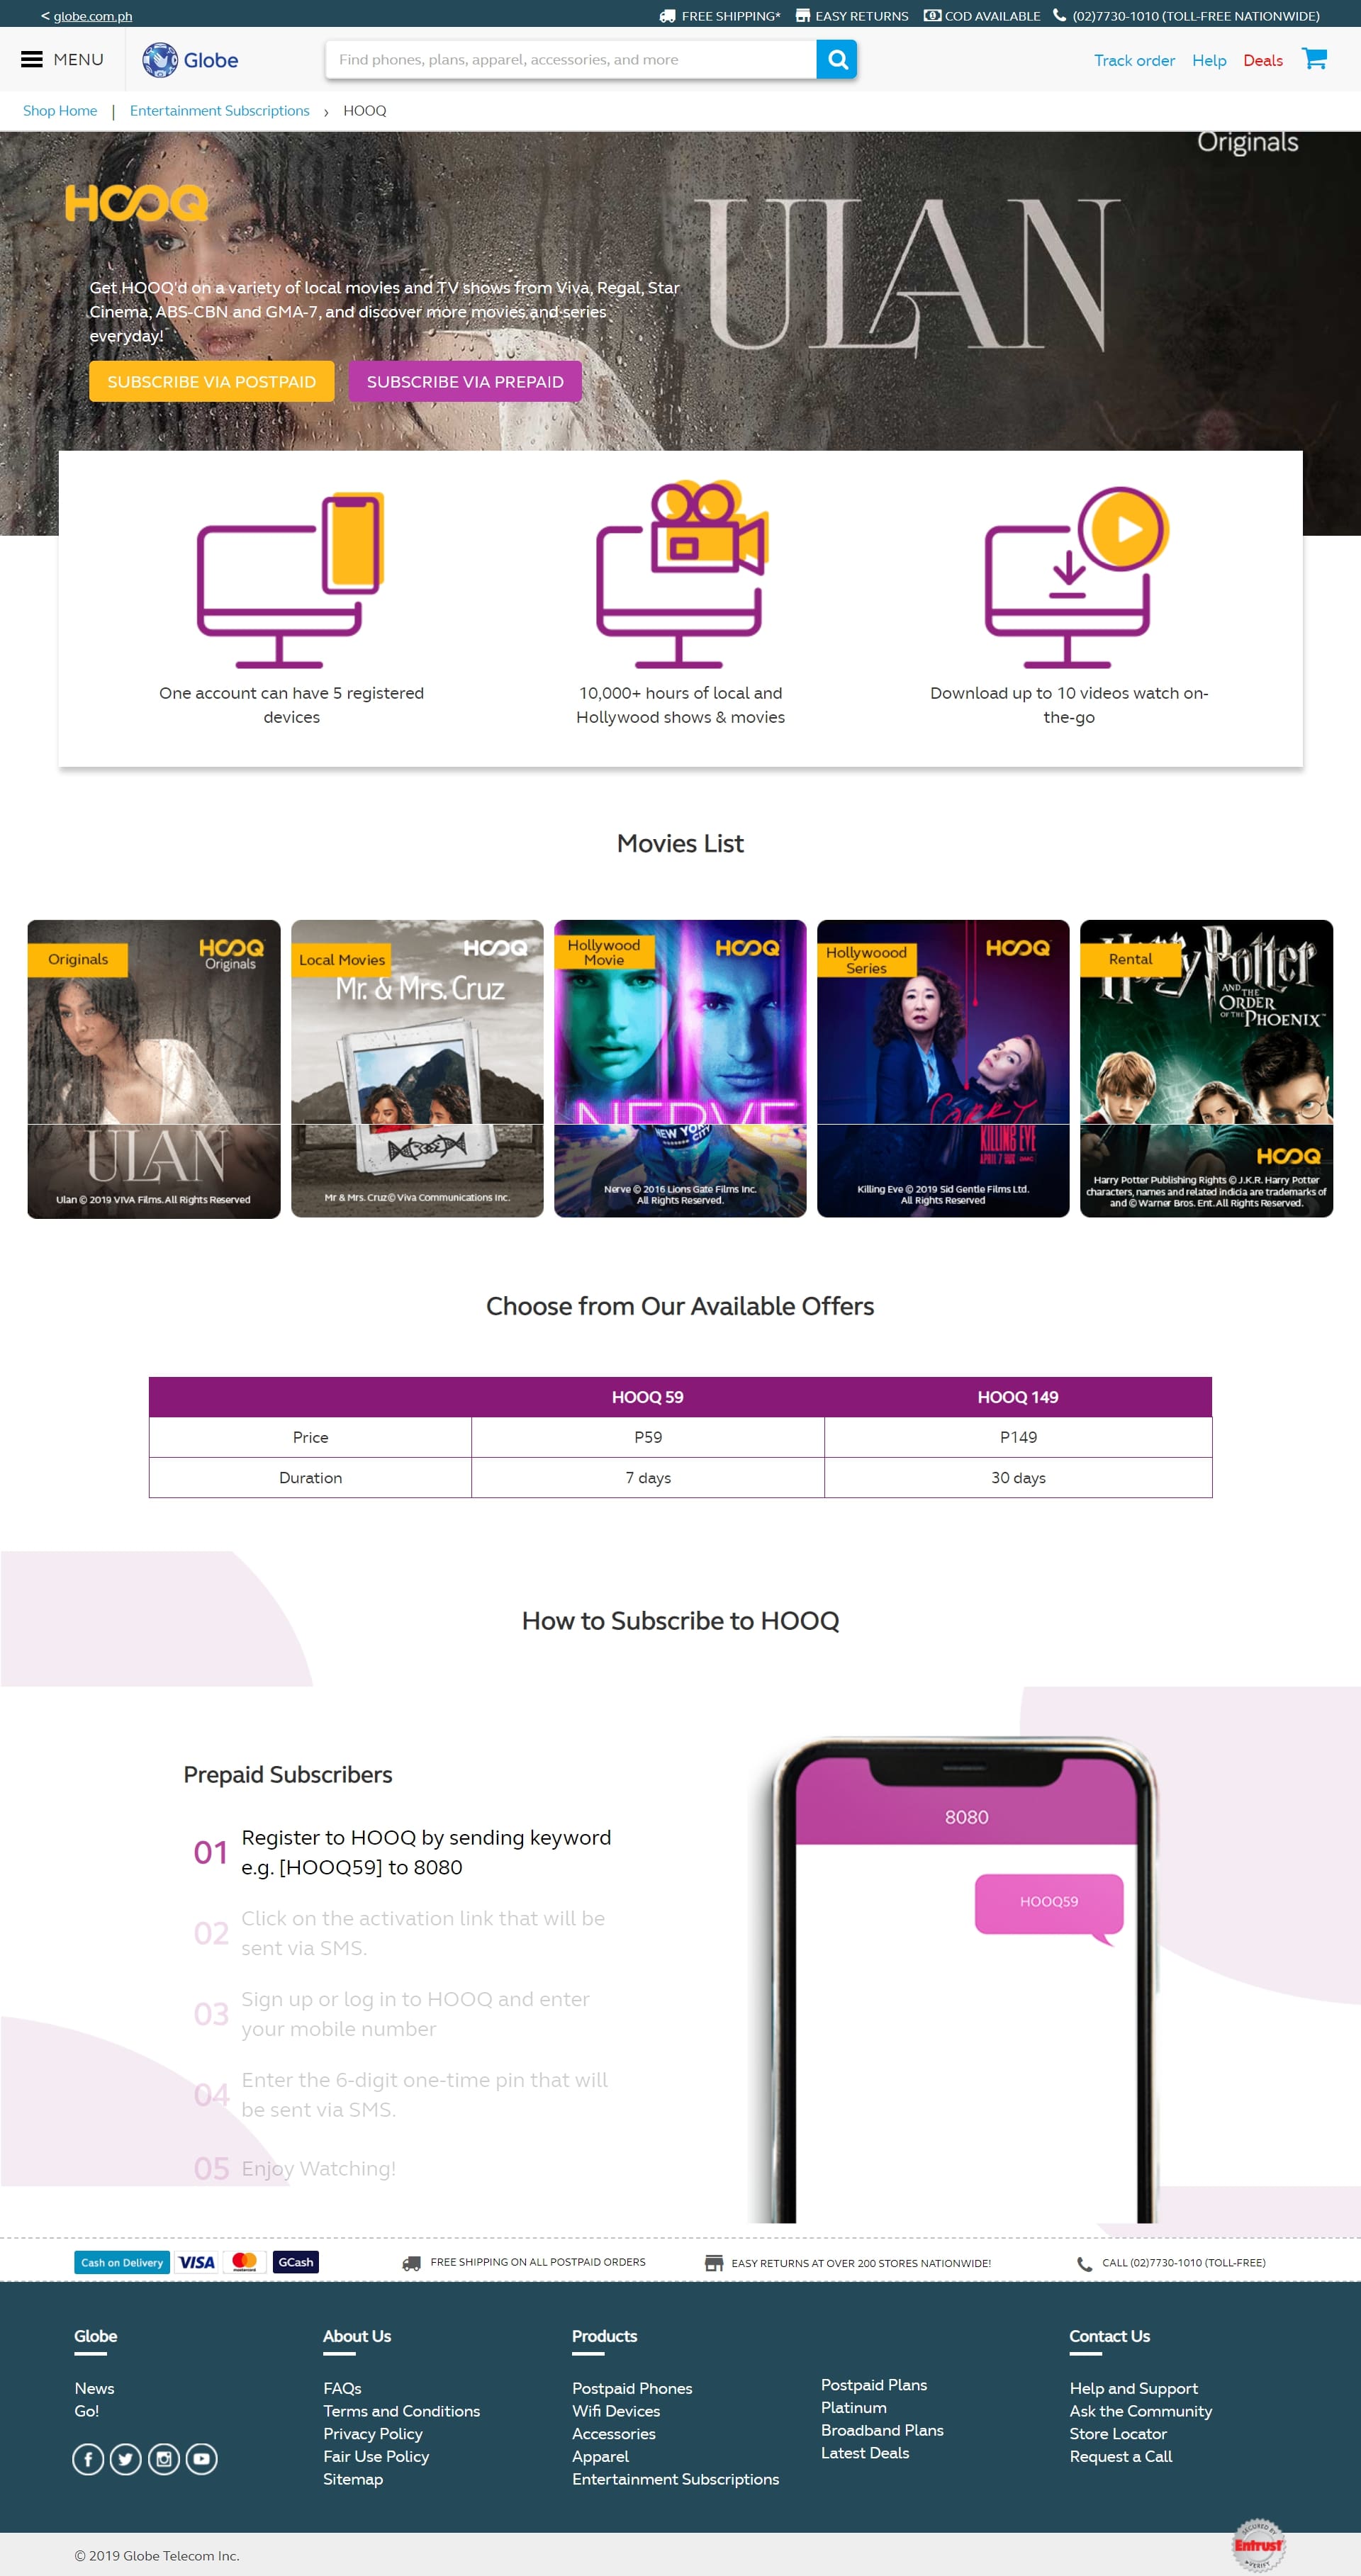 < globe.com.ph
FREE SHIPPING*
EASY RETURNS
COD AVAILABLE
(02)7730-1010 (TOLL-FREE NATIONWIDE)
MENU
Globe
Find phones, plans, apparel, accessories, and more
Track order
Help
Deals
Shop Home | Entertainment Subscriptions › HOOQ
Originals
HOOQ
ULAN
Get HOOQ'd on a variety of local movies and TV shows from Viva, Regal, Star
Cinema, ABS-CBN and GMA-7, and discover more movies and series
everyday!
SUBSCRIBE VIA POSTPAID
SUBSCRIBE VIA PREPAID
One account can have 5 registered
devices
10,000+ hours of local and
Hollywood shows & movies
Download up to 10 videos watch on-
the-go
Movies List
Originals
HOOQ
Originals
ULAN
Ulan © 2019 VIVA Films. All Rights Reserved
Local Movies
HOOQ
Mr. & Mrs. Cruz
Mr & Mrs. Cruz© Viva Communications Inc.
Hollywood
Movie
HOOQ
NERVE
NEW YORK
CITY
Nerve © 2016 Lions Gate Films Inc.
All Rights Reserved.
Hollywoood
Series
HOOQ
KILLING EVE
APRIL 7
AMC
Killing Eve © 2019 Sid Gentle Films Ltd.
All Rights Reserved
Rental
Harry Potter
AND THE
ORDER
OF THE
PHOENIX™
HOOQ
Harry Potter Publishing Rights © J.K.R. Harry Potter
characters, names and related indicia are trademarks of
and © Warner Bros. Ent. All Rights Reserved.
Choose from Our Available Offers
HOOQ 59
HOOQ 149
Price
P59
P149
Duration
7 days
30 days
How to Subscribe to HOOQ
Prepaid Subscribers
01
Register to HOOQ by sending keyword
e.g. [HOOQ59] to 8080
02
Click on the activation link that will be
sent via SMS.
03
Sign up or log in to HOOQ and enter
your mobile number
04
Enter the 6-digit one-time pin that will
be sent via SMS.
05
Enjoy Watching!
8080
HOOQ59
Cash on Delivery
VISA
mastercard
GCash
FREE SHIPPING ON ALL POSTPAID ORDERS
EASY RETURNS AT OVER 200 STORES NATIONWIDE!
CALL (02)7730-1010 (TOLL-FREE)
Globe
News
Go!
About Us
FAQs
Terms and Conditions
Privacy Policy
Fair Use Policy
Sitemap
Products
Postpaid Phones
Wifi Devices
Accessories
Apparel
Entertainment Subscriptions
Postpaid Plans
Platinum
Broadband Plans
Latest Deals
Contact Us
Help and Support
Ask the Community
Store Locator
Request a Call
© 2019 Globe Telecom Inc.
SECURED BY
Entrust
VERIFY